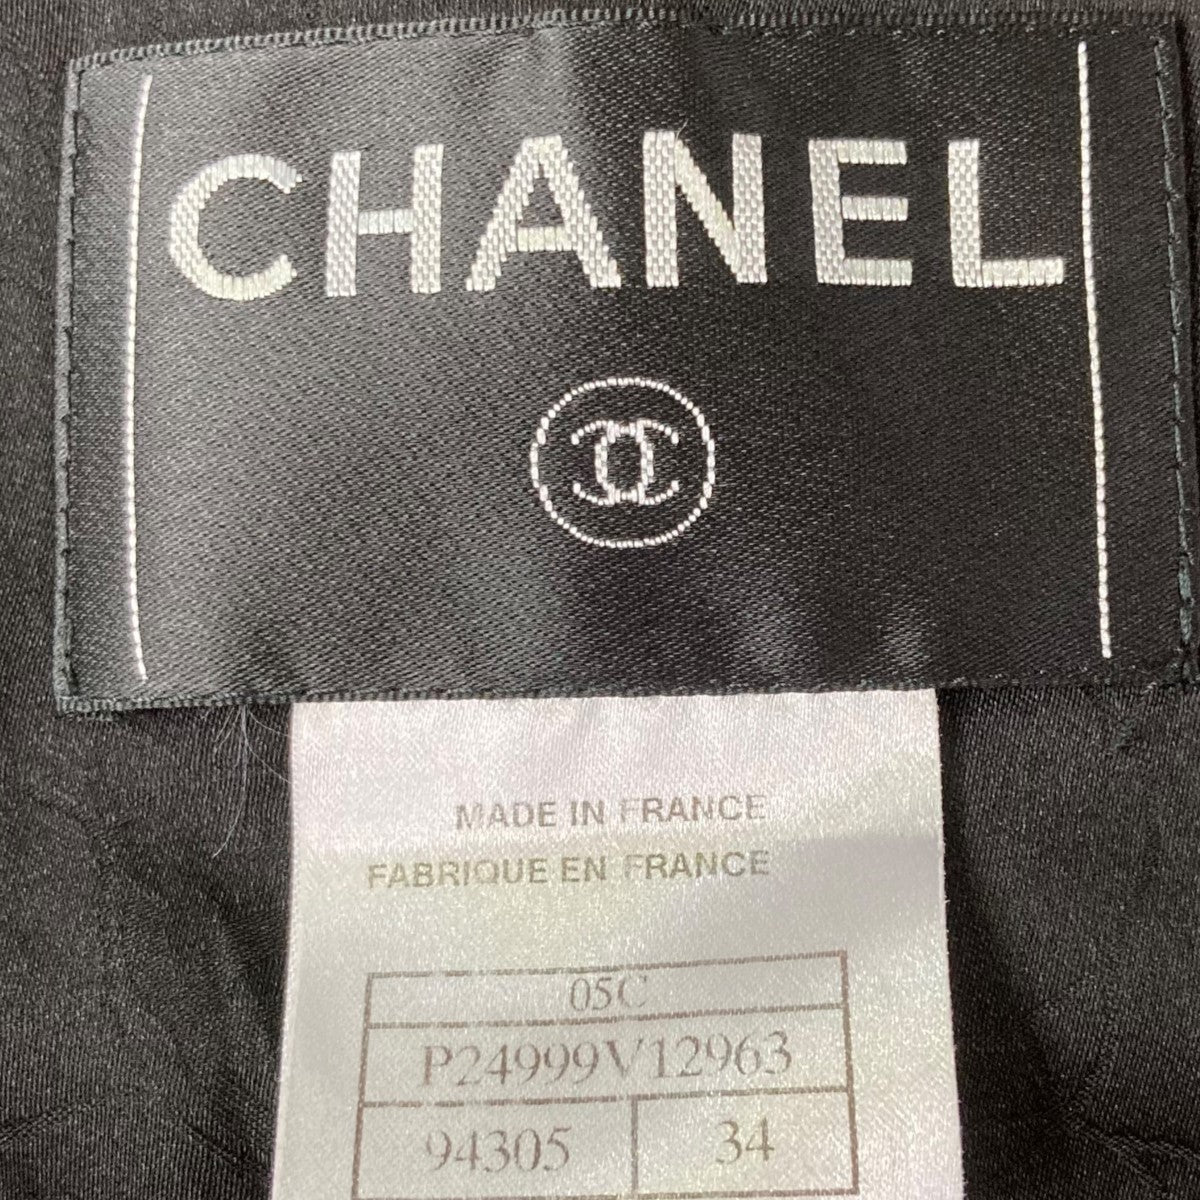 CHANEL
MADE IN FRANCE
FABRIQUE EN FRANCE
05C
P24999V12963
94305 34